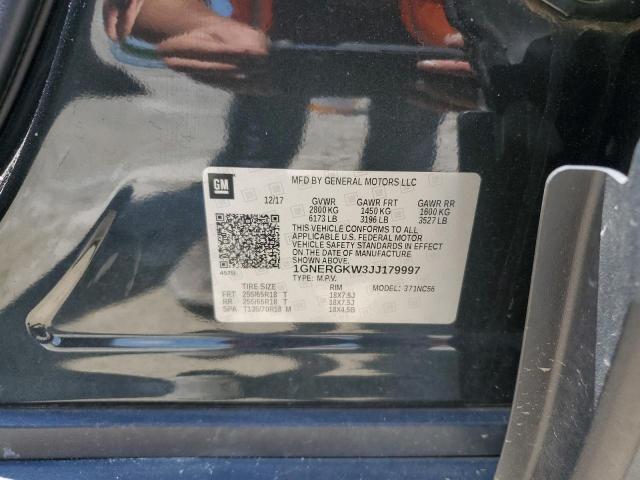 GM
MFD BY GENERAL MOTORS LLC
12/17 GVWR GAWR FRT GAWR RR
2800 KG 1450 KG 1600 KG
6173 LB 3196 LB 3527 LB
THIS VEHICLE CONFORMS TO ALL
APPLICABLE U.S. FEDERAL MOTOR
VEHICLE SAFETY STANDARDS IN EFFECT
ON THE DATE OF MANUFACTURE
SHOWN ABOVE.
1GNERGKW3JJ179997
TYPE: M.P.V.
TIRE SIZE RIM MODEL: 371NC56
FRT 255/65R18 T 18X7.5J
RR 255/65R18 T 18X7.5J
SPA T135/70R18 M 18X4.5B